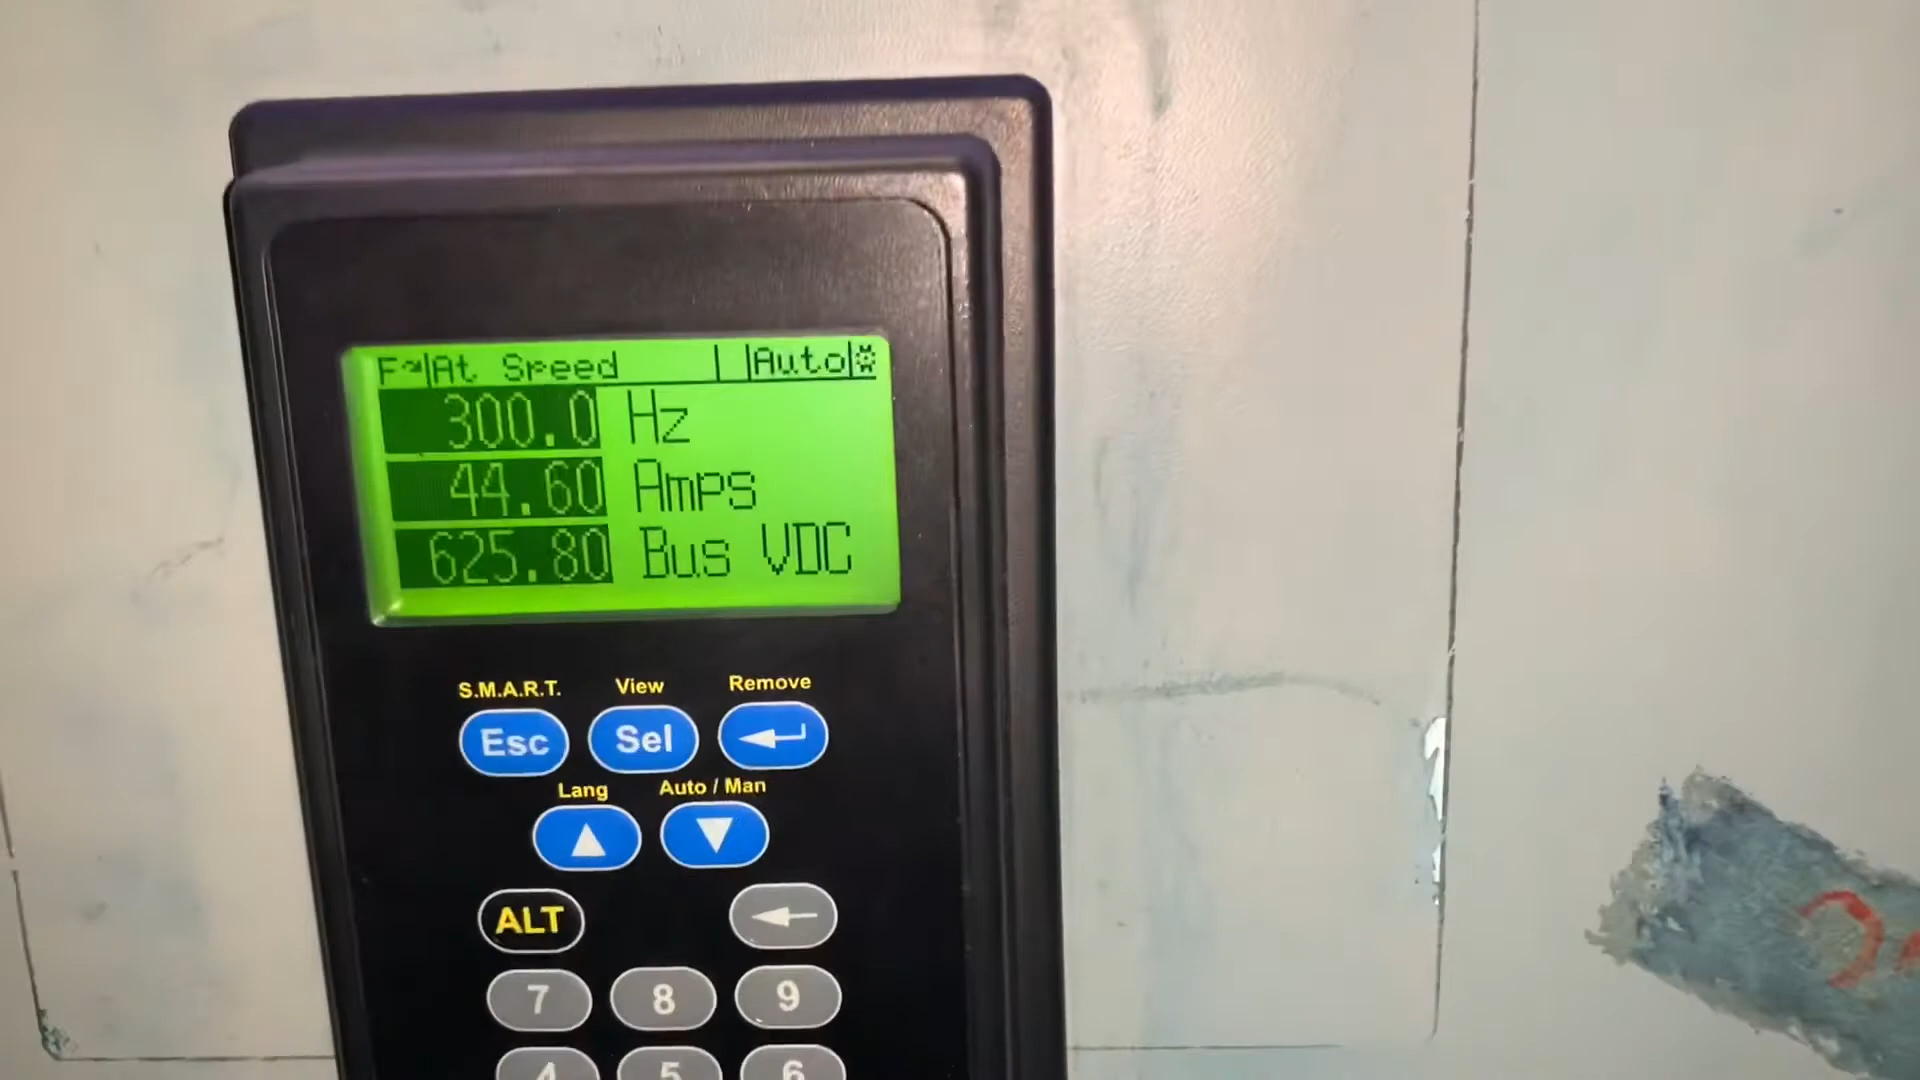 F At Speed Auto
300.0 Hz
44.60 Amps
625.80 Bus VDC
S.M.A.R.T. View Remove
Esc Sel
Lang Auto / Man
ALT
7 8 9
4 5 6